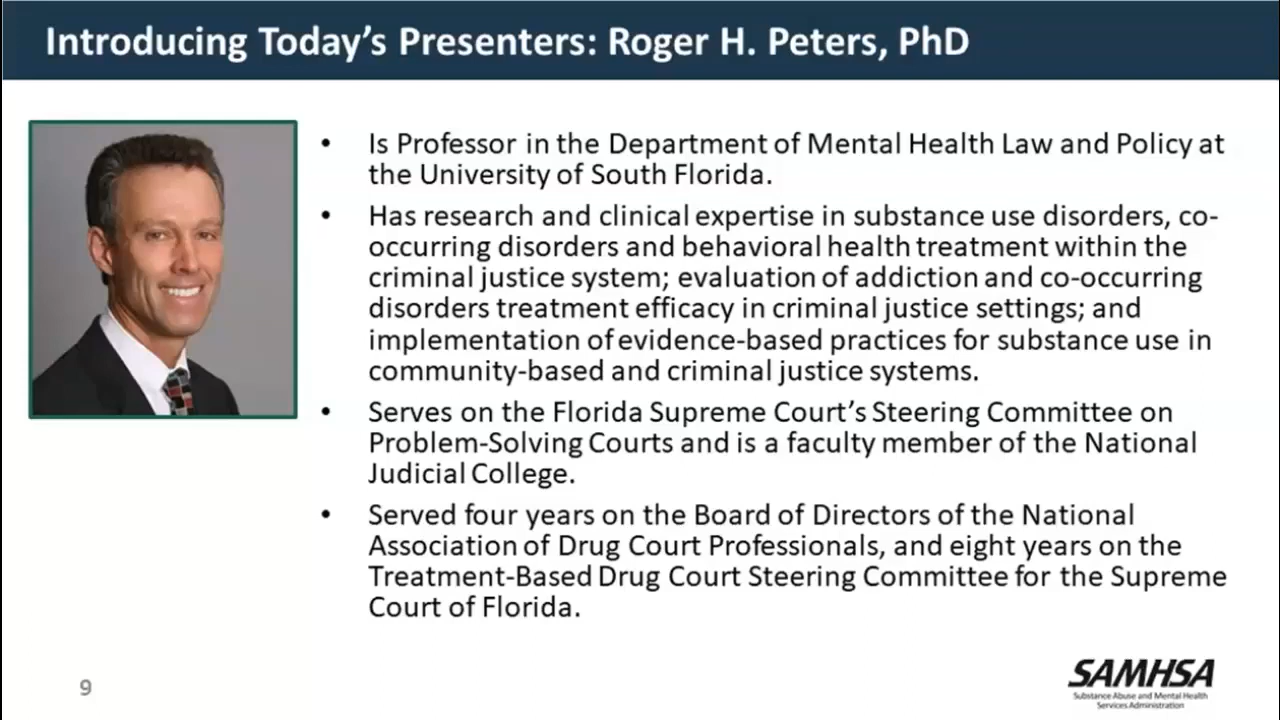 Introducing Today's Presenters: Roger H. Peters, PhD
• Is Professor in the Department of Mental Health Law and Policy at
the University of South Florida.
• Has research and clinical expertise in substance use disorders, co-
occurring disorders and behavioral health treatment within the
criminal justice system; evaluation of addiction and co-occurring
disorders treatment efficacy in criminal justice settings; and
implementation of evidence-based practices for substance use in
community-based and criminal justice systems.
• Serves on the Florida Supreme Court's Steering Committee on
Problem-Solving Courts and is a faculty member of the National
Judicial College.
• Served four years on the Board of Directors of the National
Association of Drug Court Professionals, and eight years on the
Treatment-Based Drug Court Steering Committee for the Supreme
Court of Florida.
9
SAMHSA
Substance Abuse and Mental Health
Services Administration